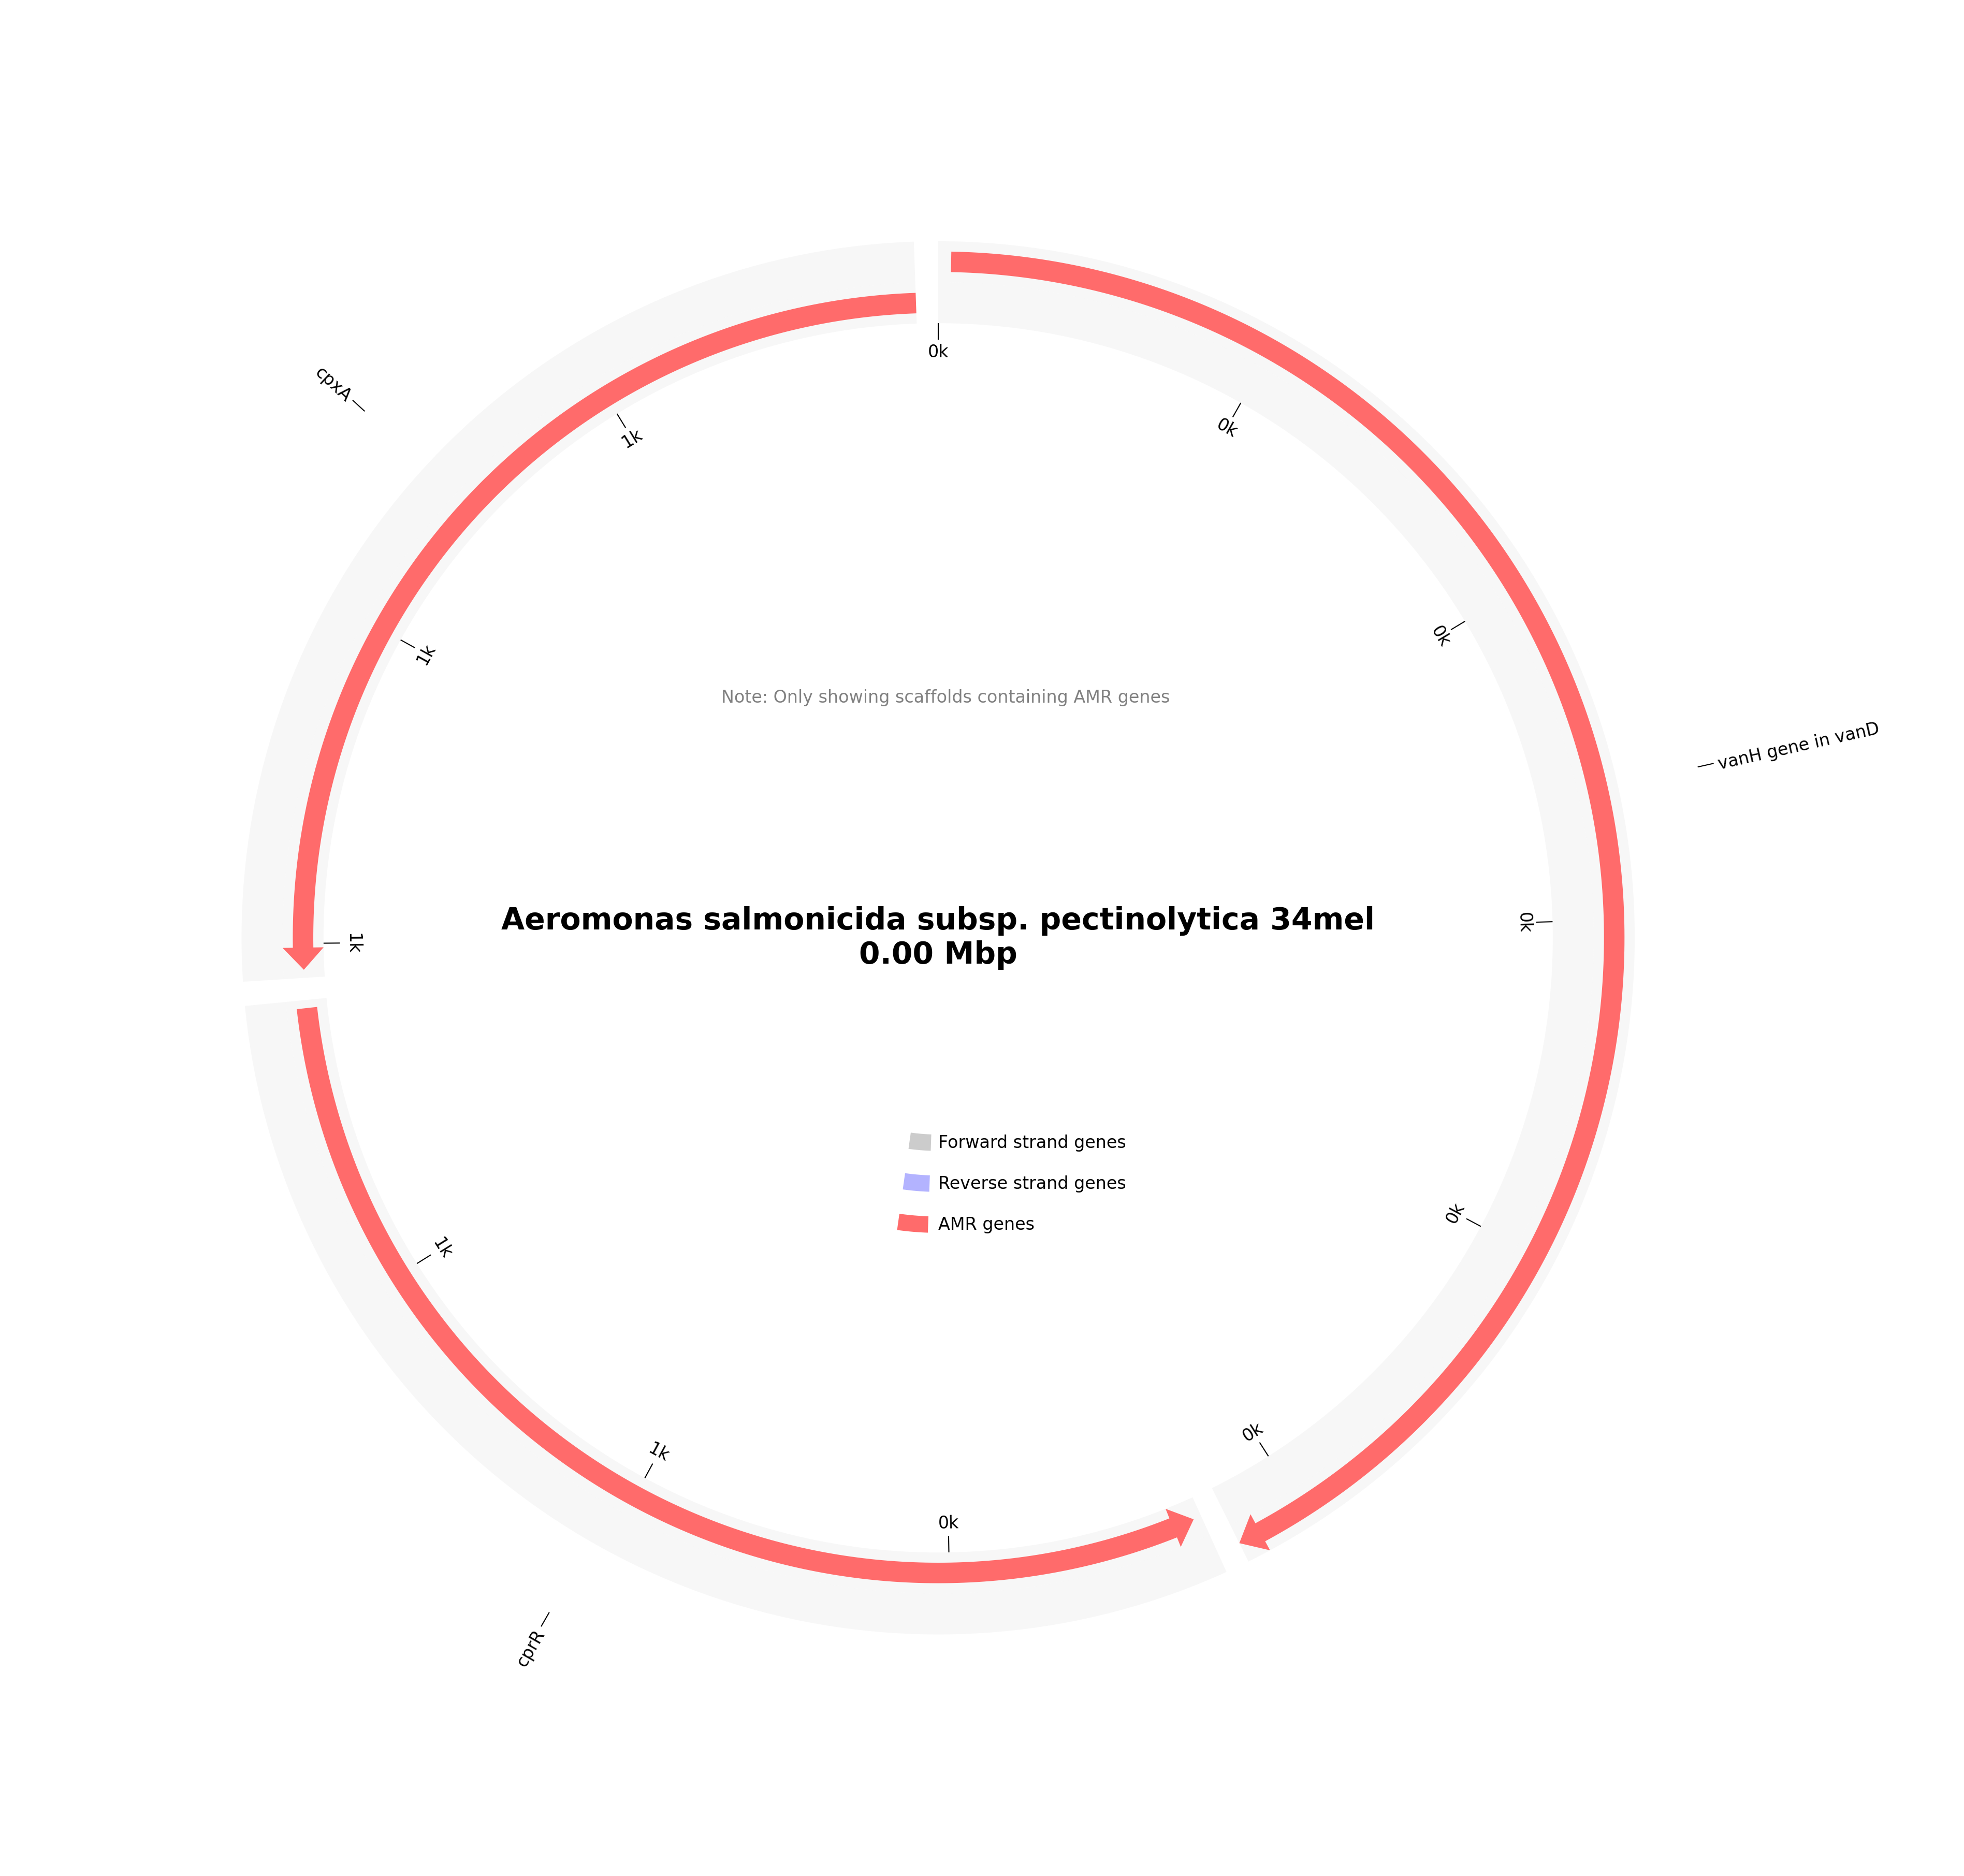 0k
cpxA
0k
1k
0k
1k
Note: Only showing scaffolds containing AMR genes
vanH gene in vanD
Aeromonas salmonicida subsp. pectinolytica 34mel
0.00 Mbp
0k
1k
Forward strand genes
Reverse strand genes
AMR genes
0k
1k
0k
1k
0k
cprR